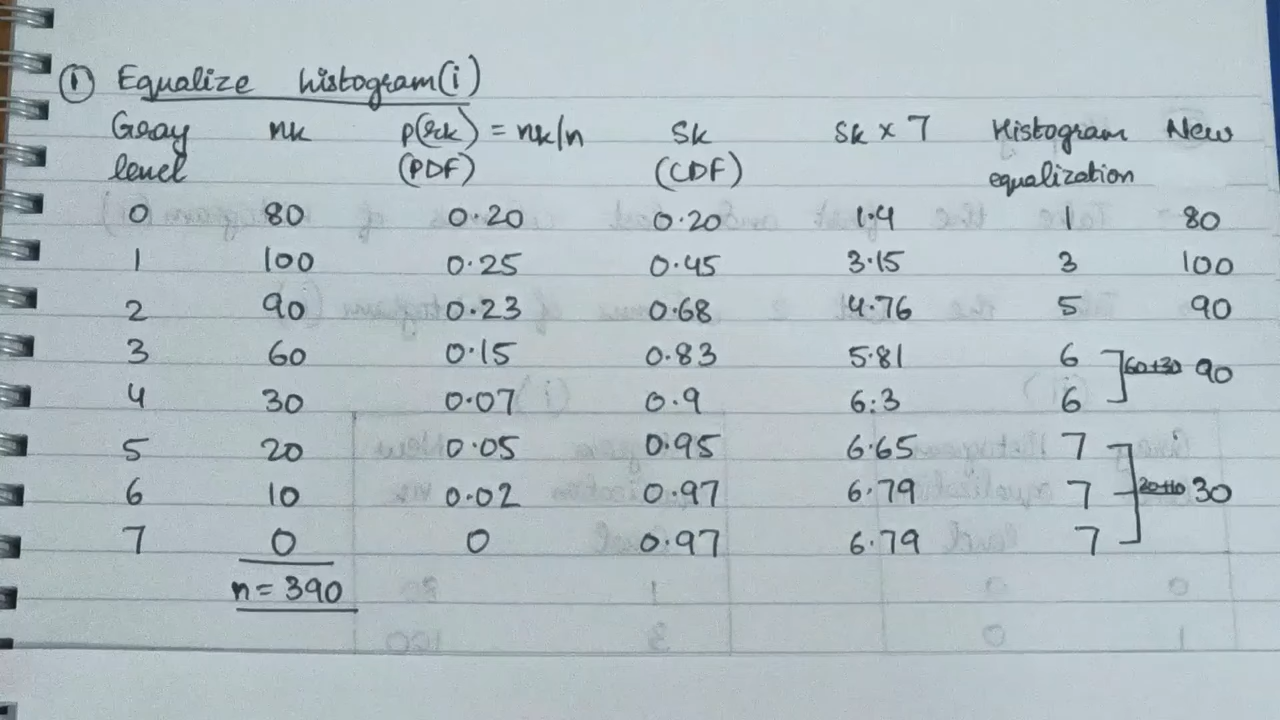 ① Equalize histogram(i)
Gray level nk p(rk) = nk/n (PDF) Sk (CDF) Sk × 7 Histogram equalization New
0 80 0.20 0.20 1.4 1 80
1 100 0.25 0.45 3.15 3 100
2 90 0.23 0.68 4.76 5 90
3 60 0.15 0.83 5.81 6 60+30 90
4 30 0.07 0.9 6.3 6
5 20 0.05 0.95 6.65 7
6 10 0.02 0.97 6.79 7 20+10 30
7 0 0 0.97 6.79 7
n = 390